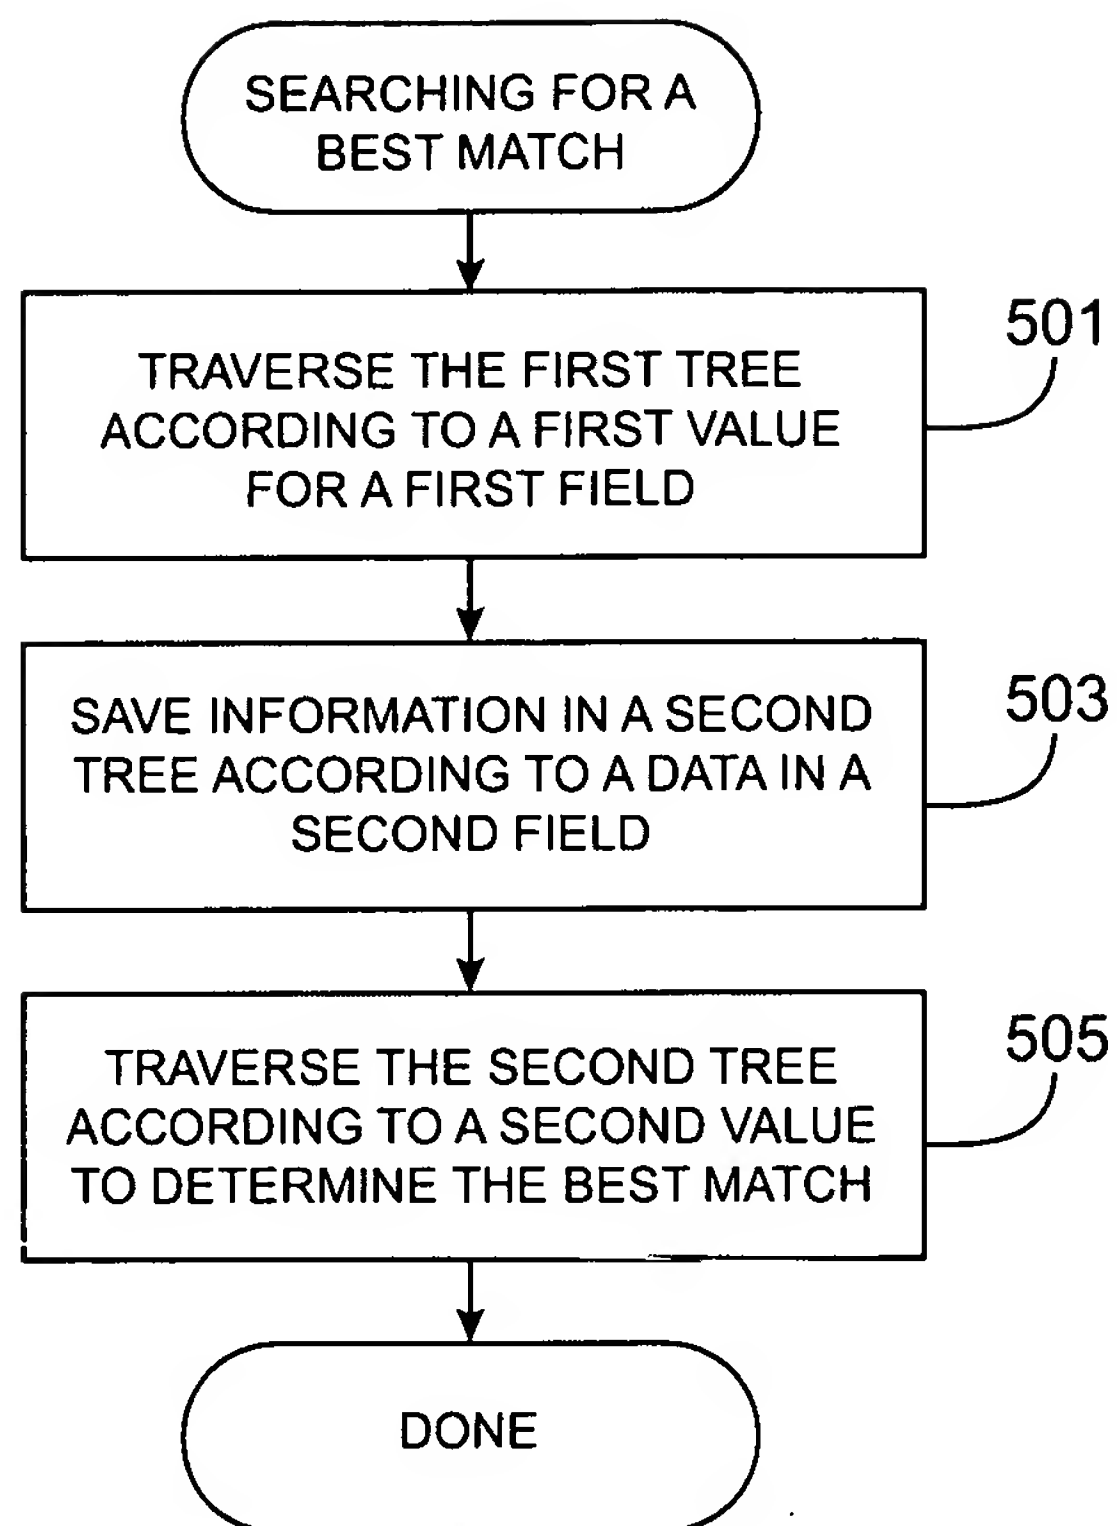 SEARCHING FOR A
BEST MATCH
501
TRAVERSE THE FIRST TREE
ACCORDING TO A FIRST VALUE
FOR A FIRST FIELD
503
SAVE INFORMATION IN A SECOND
TREE ACCORDING TO A DATA IN A
SECOND FIELD
505
TRAVERSE THE SECOND TREE
ACCORDING TO A SECOND VALUE
TO DETERMINE THE BEST MATCH
DONE